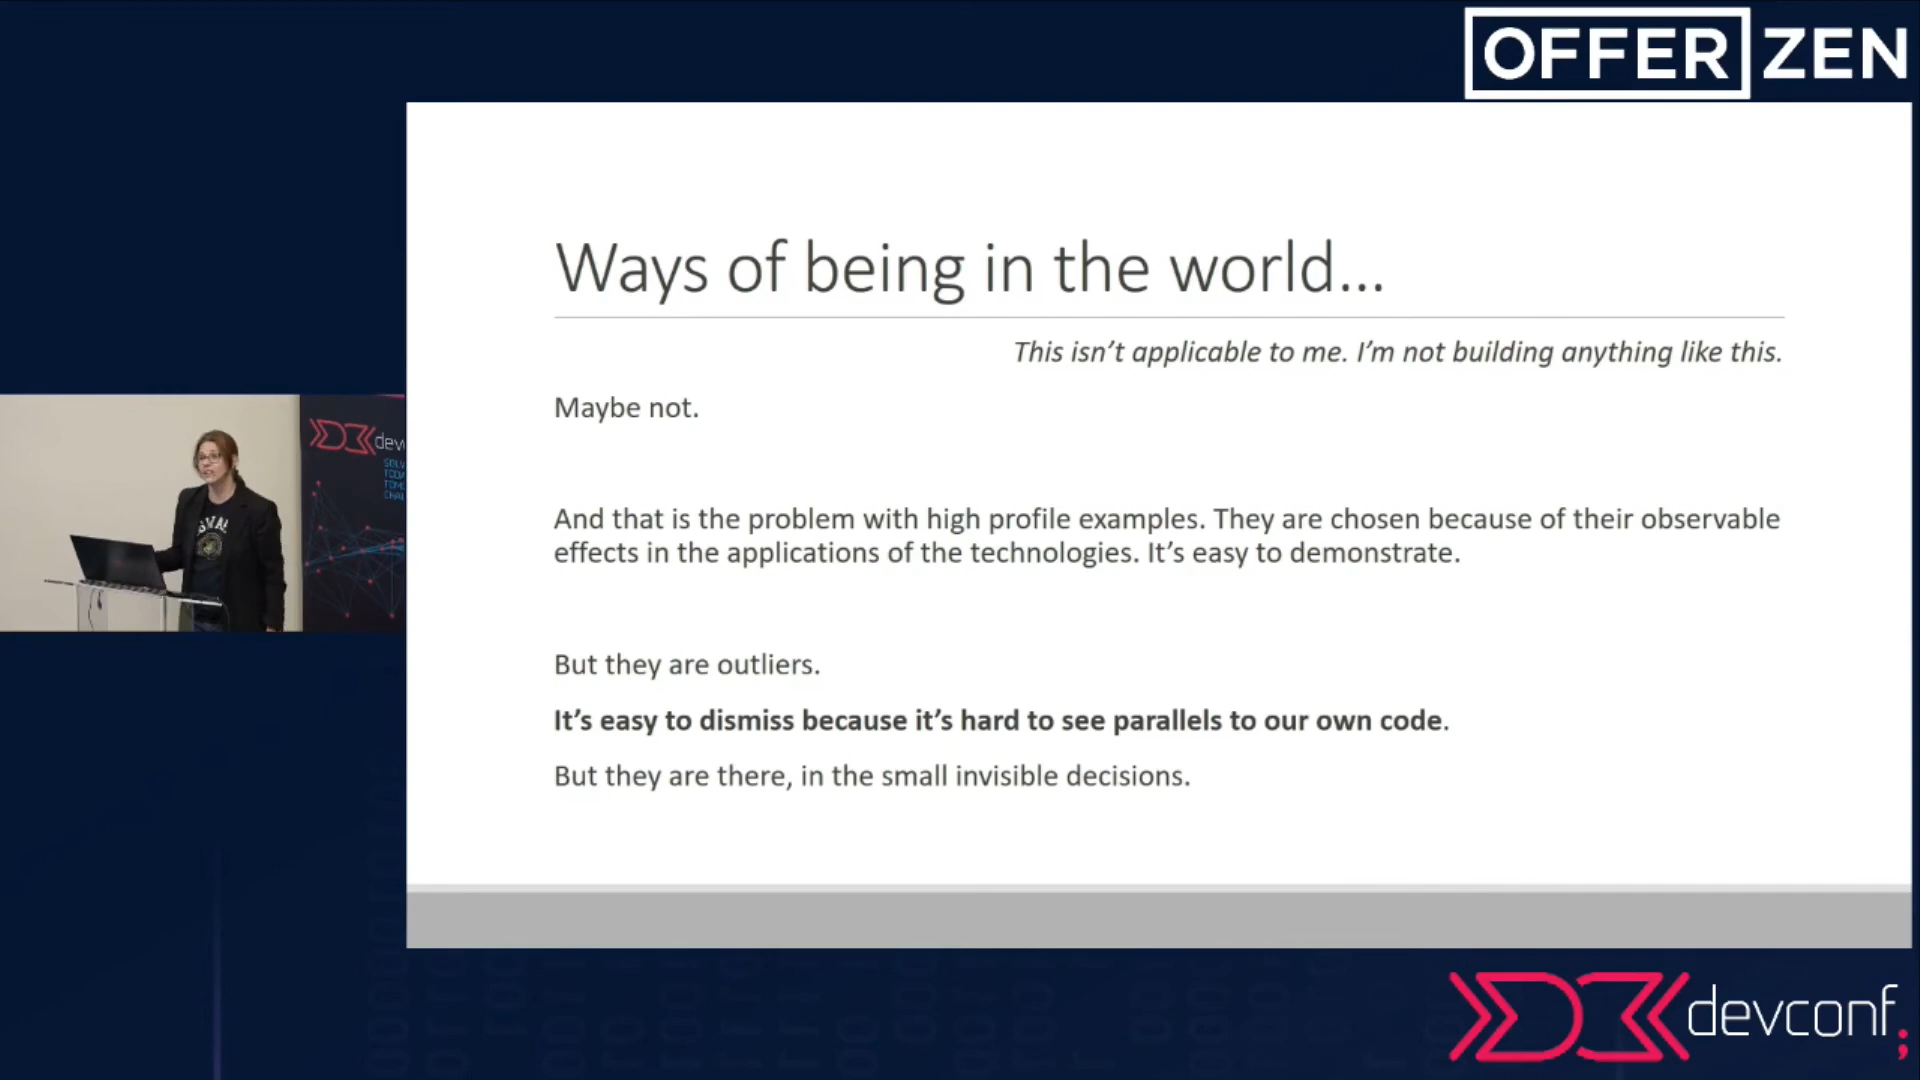 OFFER ZEN
Ways of being in the world...
This isn’t applicable to me. I’m not building anything like this.
Maybe not.
And that is the problem with high profile examples. They are chosen because of their observable
effects in the applications of the technologies. It’s easy to demonstrate.
But they are outliers.
It’s easy to dismiss because it’s hard to see parallels to our own code.
But they are there, in the small invisible decisions.
devconf;